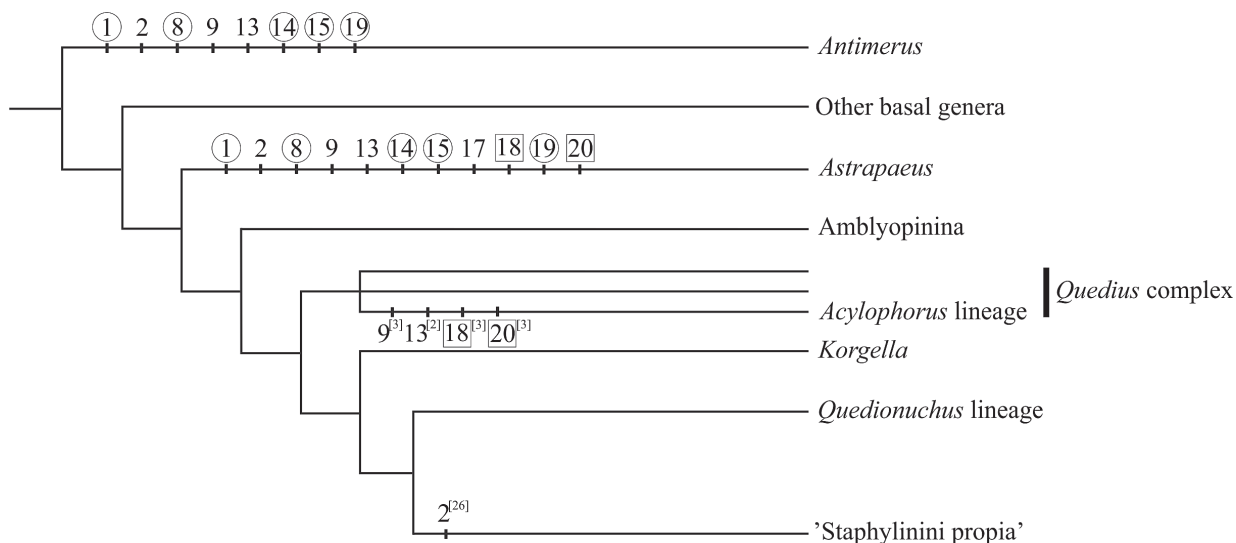 1 2 8 9 13 14 15 19
Antimerus
Other basal genera
1 2 8 9 13 14 15 17 18 19 20
Astrapaeus
Amblyopinina
Quedius complex
Acylophorus lineage
9[3] 13[2] 18[3] 20[3]
Korgella
Quedionuchus lineage
2[26]
’Staphylinini propia’